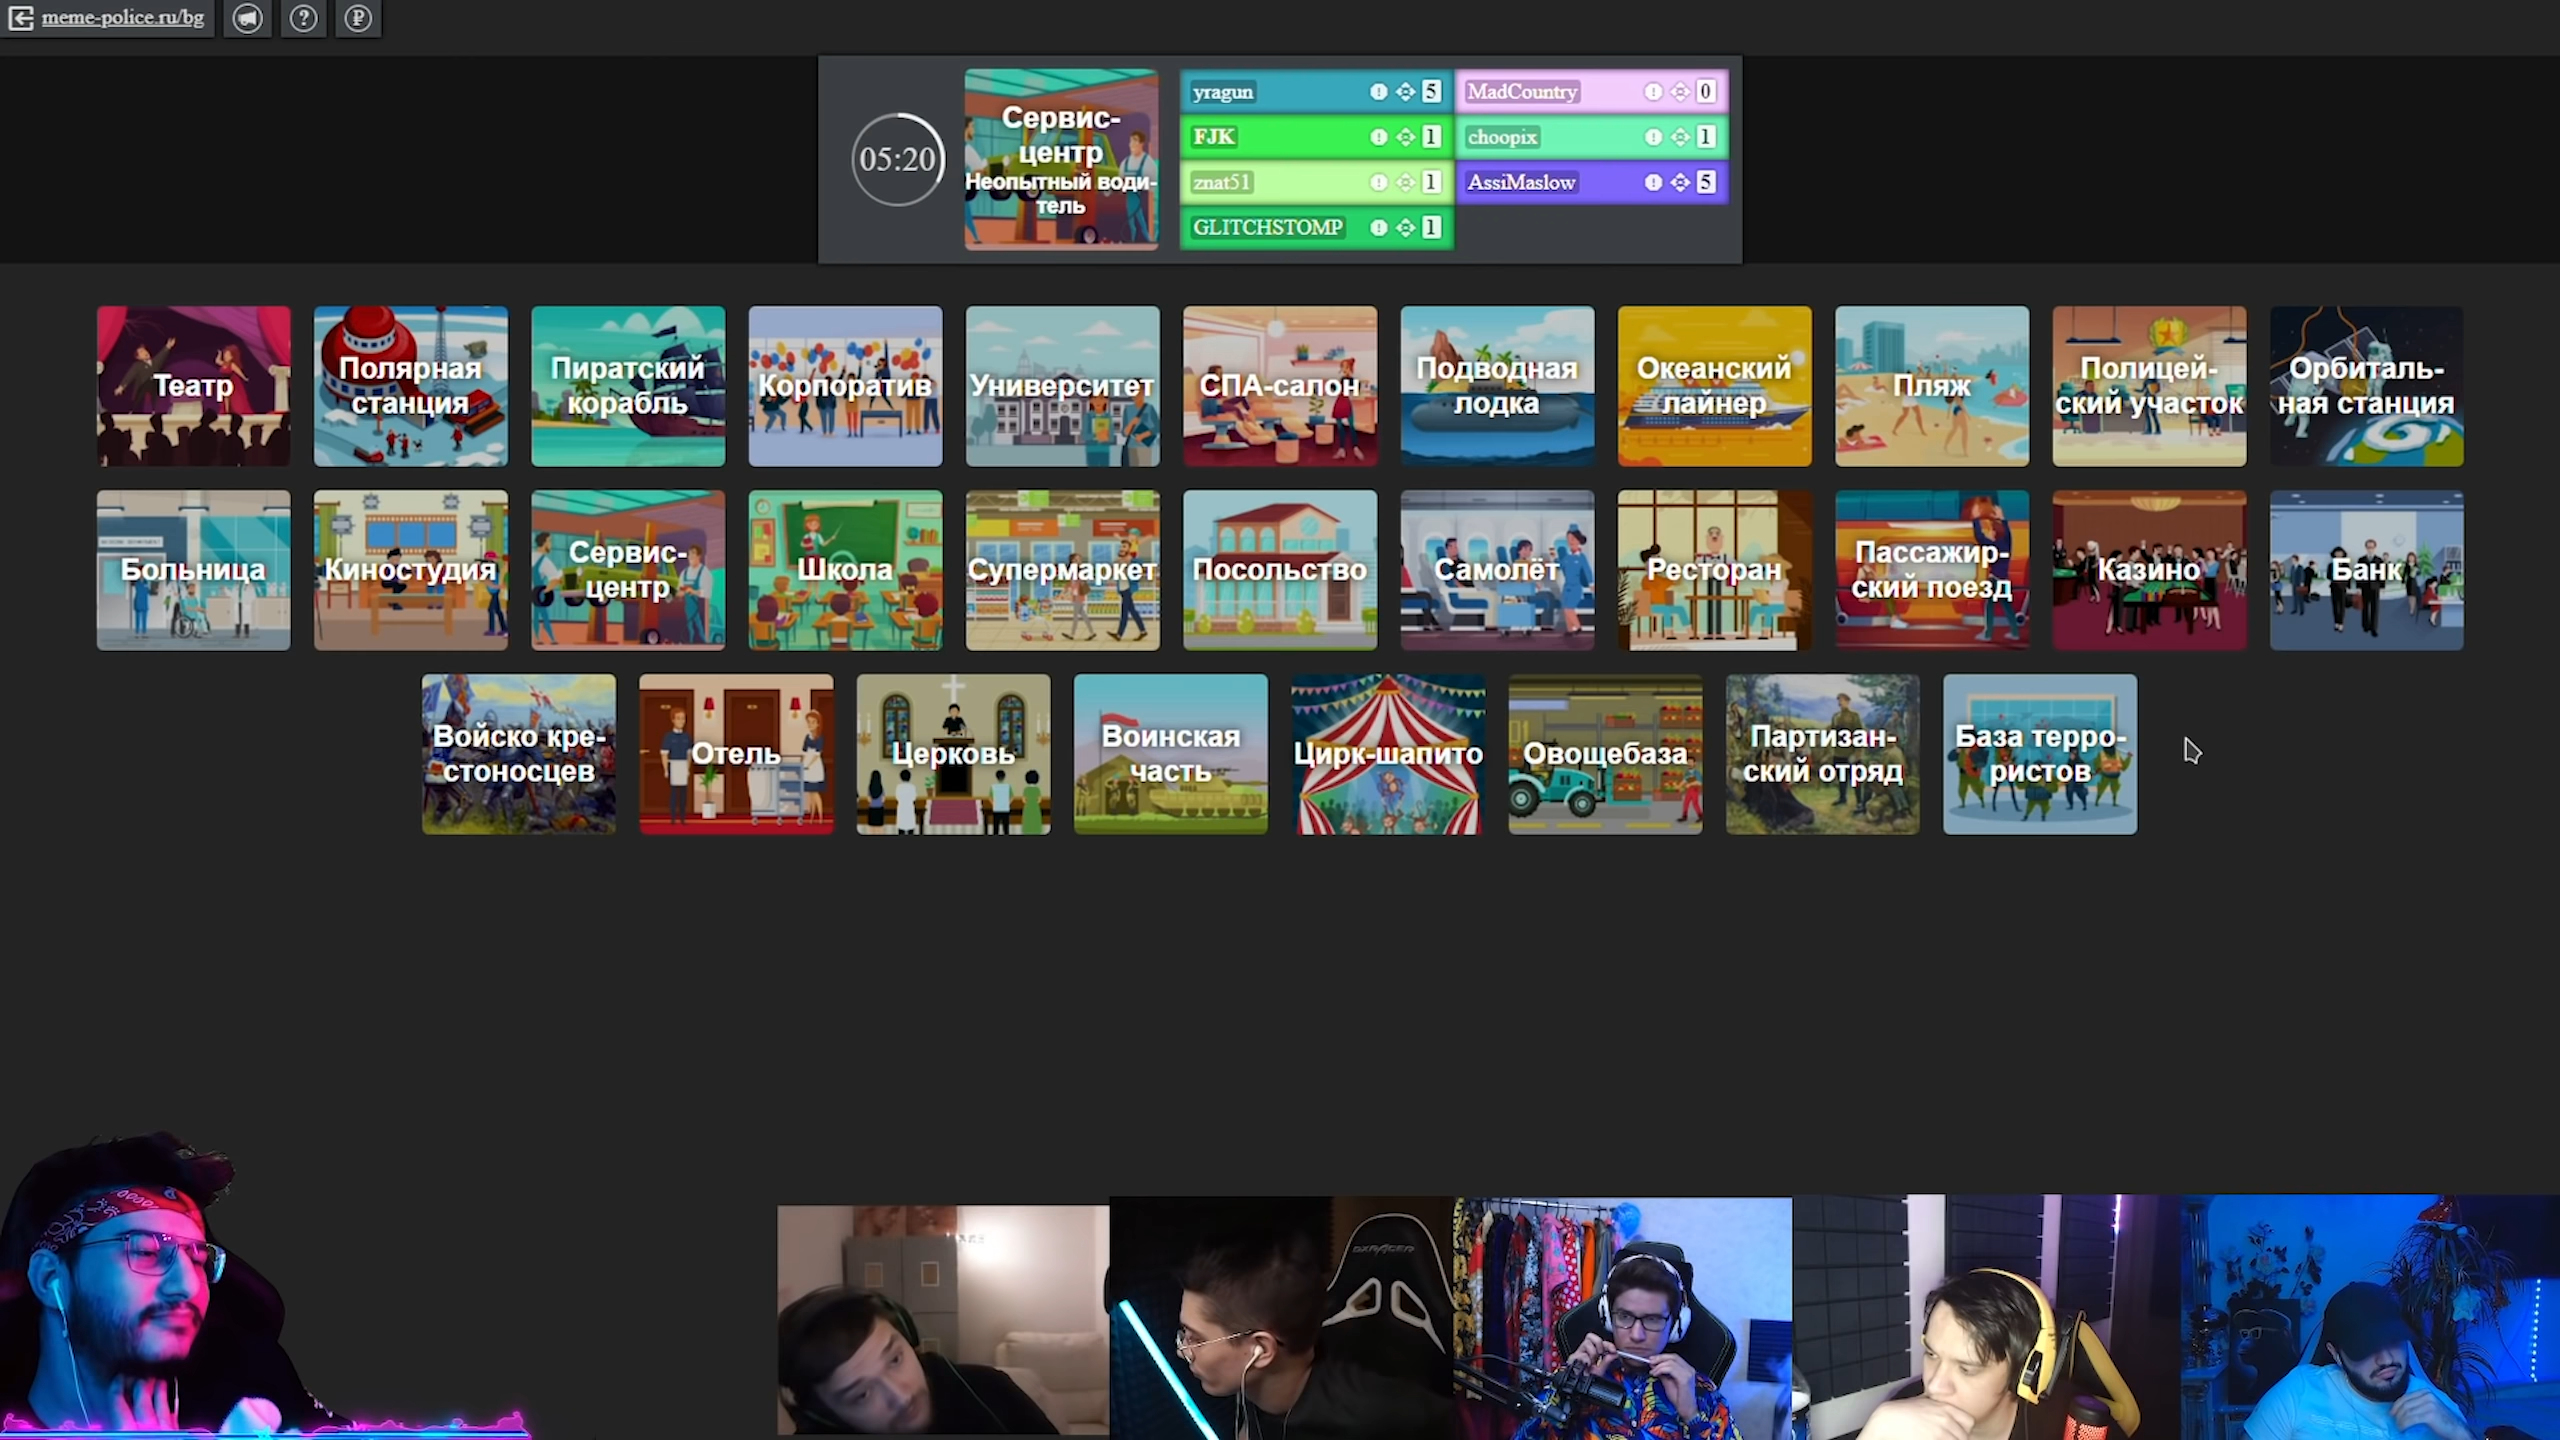 meme-police.ru/bg
? ₽
05:20
Сервис-
центр
Неопытный води-
тель
yragun 5
MadCountry 0
FJK 1
choopix 1
znat51 1
AssiMaslow 5
GLITCHSTOMP 1
Театр
Полярная
станция
Пиратский
корабль
Корпоратив
Университет
СПА-салон
Подводная
лодка
Океанский
лайнер
Пляж
Полицей-
ский участок
Орбиталь-
ная станция
Больница
Киностудия
Сервис-
центр
Школа
Супермаркет
Посольство
Самолёт
Ресторан
Пассажир-
ский поезд
Казино
Банк
Войско кре-
стоносцев
Отель
Церковь
Воинская
часть
Цирк-шапито
Овощебаза
Партизан-
ский отряд
База терро-
ристов
DXRACER